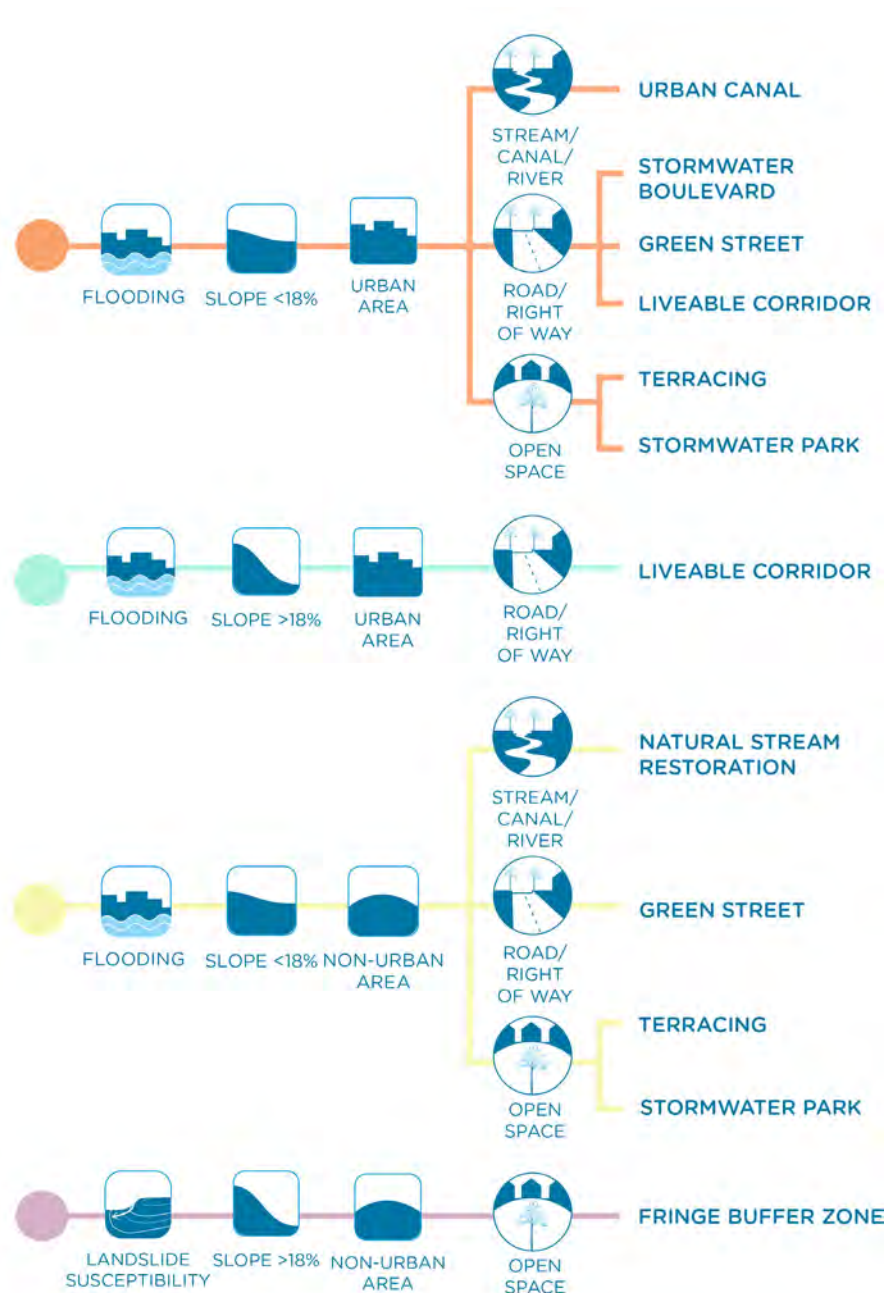 URBAN CANAL
STREAM/
CANAL/
RIVER
STORMWATER
BOULEVARD
GREEN STREET
LIVEABLE CORRIDOR
FLOODING
SLOPE <18%
URBAN
AREA
ROAD/
RIGHT
OF WAY
TERRACING
STORMWATER PARK
OPEN
SPACE
FLOODING
SLOPE >18%
URBAN
AREA
ROAD/
RIGHT
OF WAY
LIVEABLE CORRIDOR
STREAM/
CANAL/
RIVER
NATURAL STREAM
RESTORATION
FLOODING
SLOPE <18%
NON-URBAN
AREA
ROAD/
RIGHT
OF WAY
GREEN STREET
TERRACING
STORMWATER PARK
OPEN
SPACE
LANDSLIDE
SUSCEPTIBILITY
SLOPE >18%
NON-URBAN
AREA
OPEN
SPACE
FRINGE BUFFER ZONE